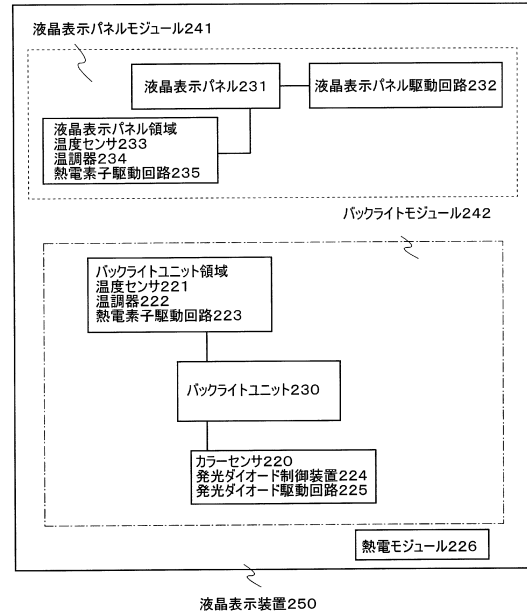 液晶表示パネルモジュール241
液晶表示パネル231
液晶表示パネル駆動回路232
液晶表示パネル領域
温度センサ233
温調器234
熱電素子駆動回路235
バックライトモジュール242
バックライトユニット領域
温度センサ221
温調器222
熱電素子駆動回路223
バックライトユニット230
カラーセンサ220
発光ダイオード制御装置224
発光ダイオード駆動回路225
熱電モジュール226
液晶表示装置250